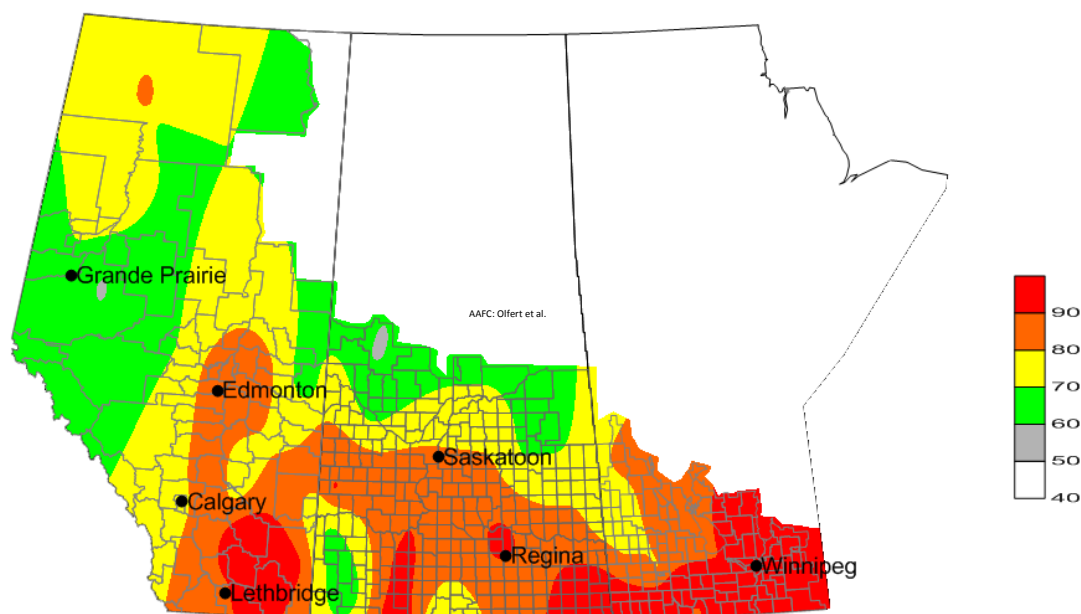 Grande Prairie
AAFC: Olfert et al.
90
80
Edmonton
70
60
Saskatoon
50
Calgary
40
Regina
Winnipeg
Lethbridge